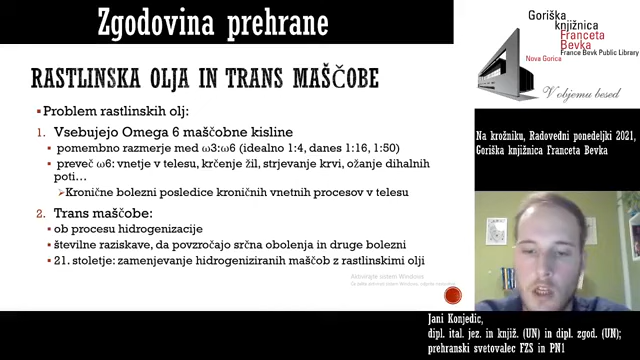 Zgodovina prehrane
RASTLINSKA OLJA IN TRANS MAŠČOBE
Problem rastlinskih olj:
1. Vsebujejo Omega 6 maščobne kisline
pomembno razmerje med ω3:ω6 (idealno 1:4, danes 1:16, 1:50)
preveč ω6: vnetje v telesu, krčenje žil, strjevanje krvi, ožanje dihalnih
poti…
Kronične bolezni posledice kroničnih vnetnih procesov v telesu
2. Trans maščobe:
ob procesu hidrogenizacije
številne raziskave, da povzročajo srčna obolenja in druge bolezni
21. stoletje: zamenjevanje hidrogeniziranih maščob z rastlinskimi olji
Aktivirajte sistem Windows
Goriška
knjižnica
Franceta
Bevka
France Bevk Public Library
Nova Gorica
V objemu besed
Na krožniku, Radovedni ponedeljki 2021,
Goriška knjižnica Franceta Bevka
Jani Konjedic,
dipl. ital. jez. in knjiž. (UN) in dipl. zgod. (UN);
prehranski svetovalec FZS in PN1